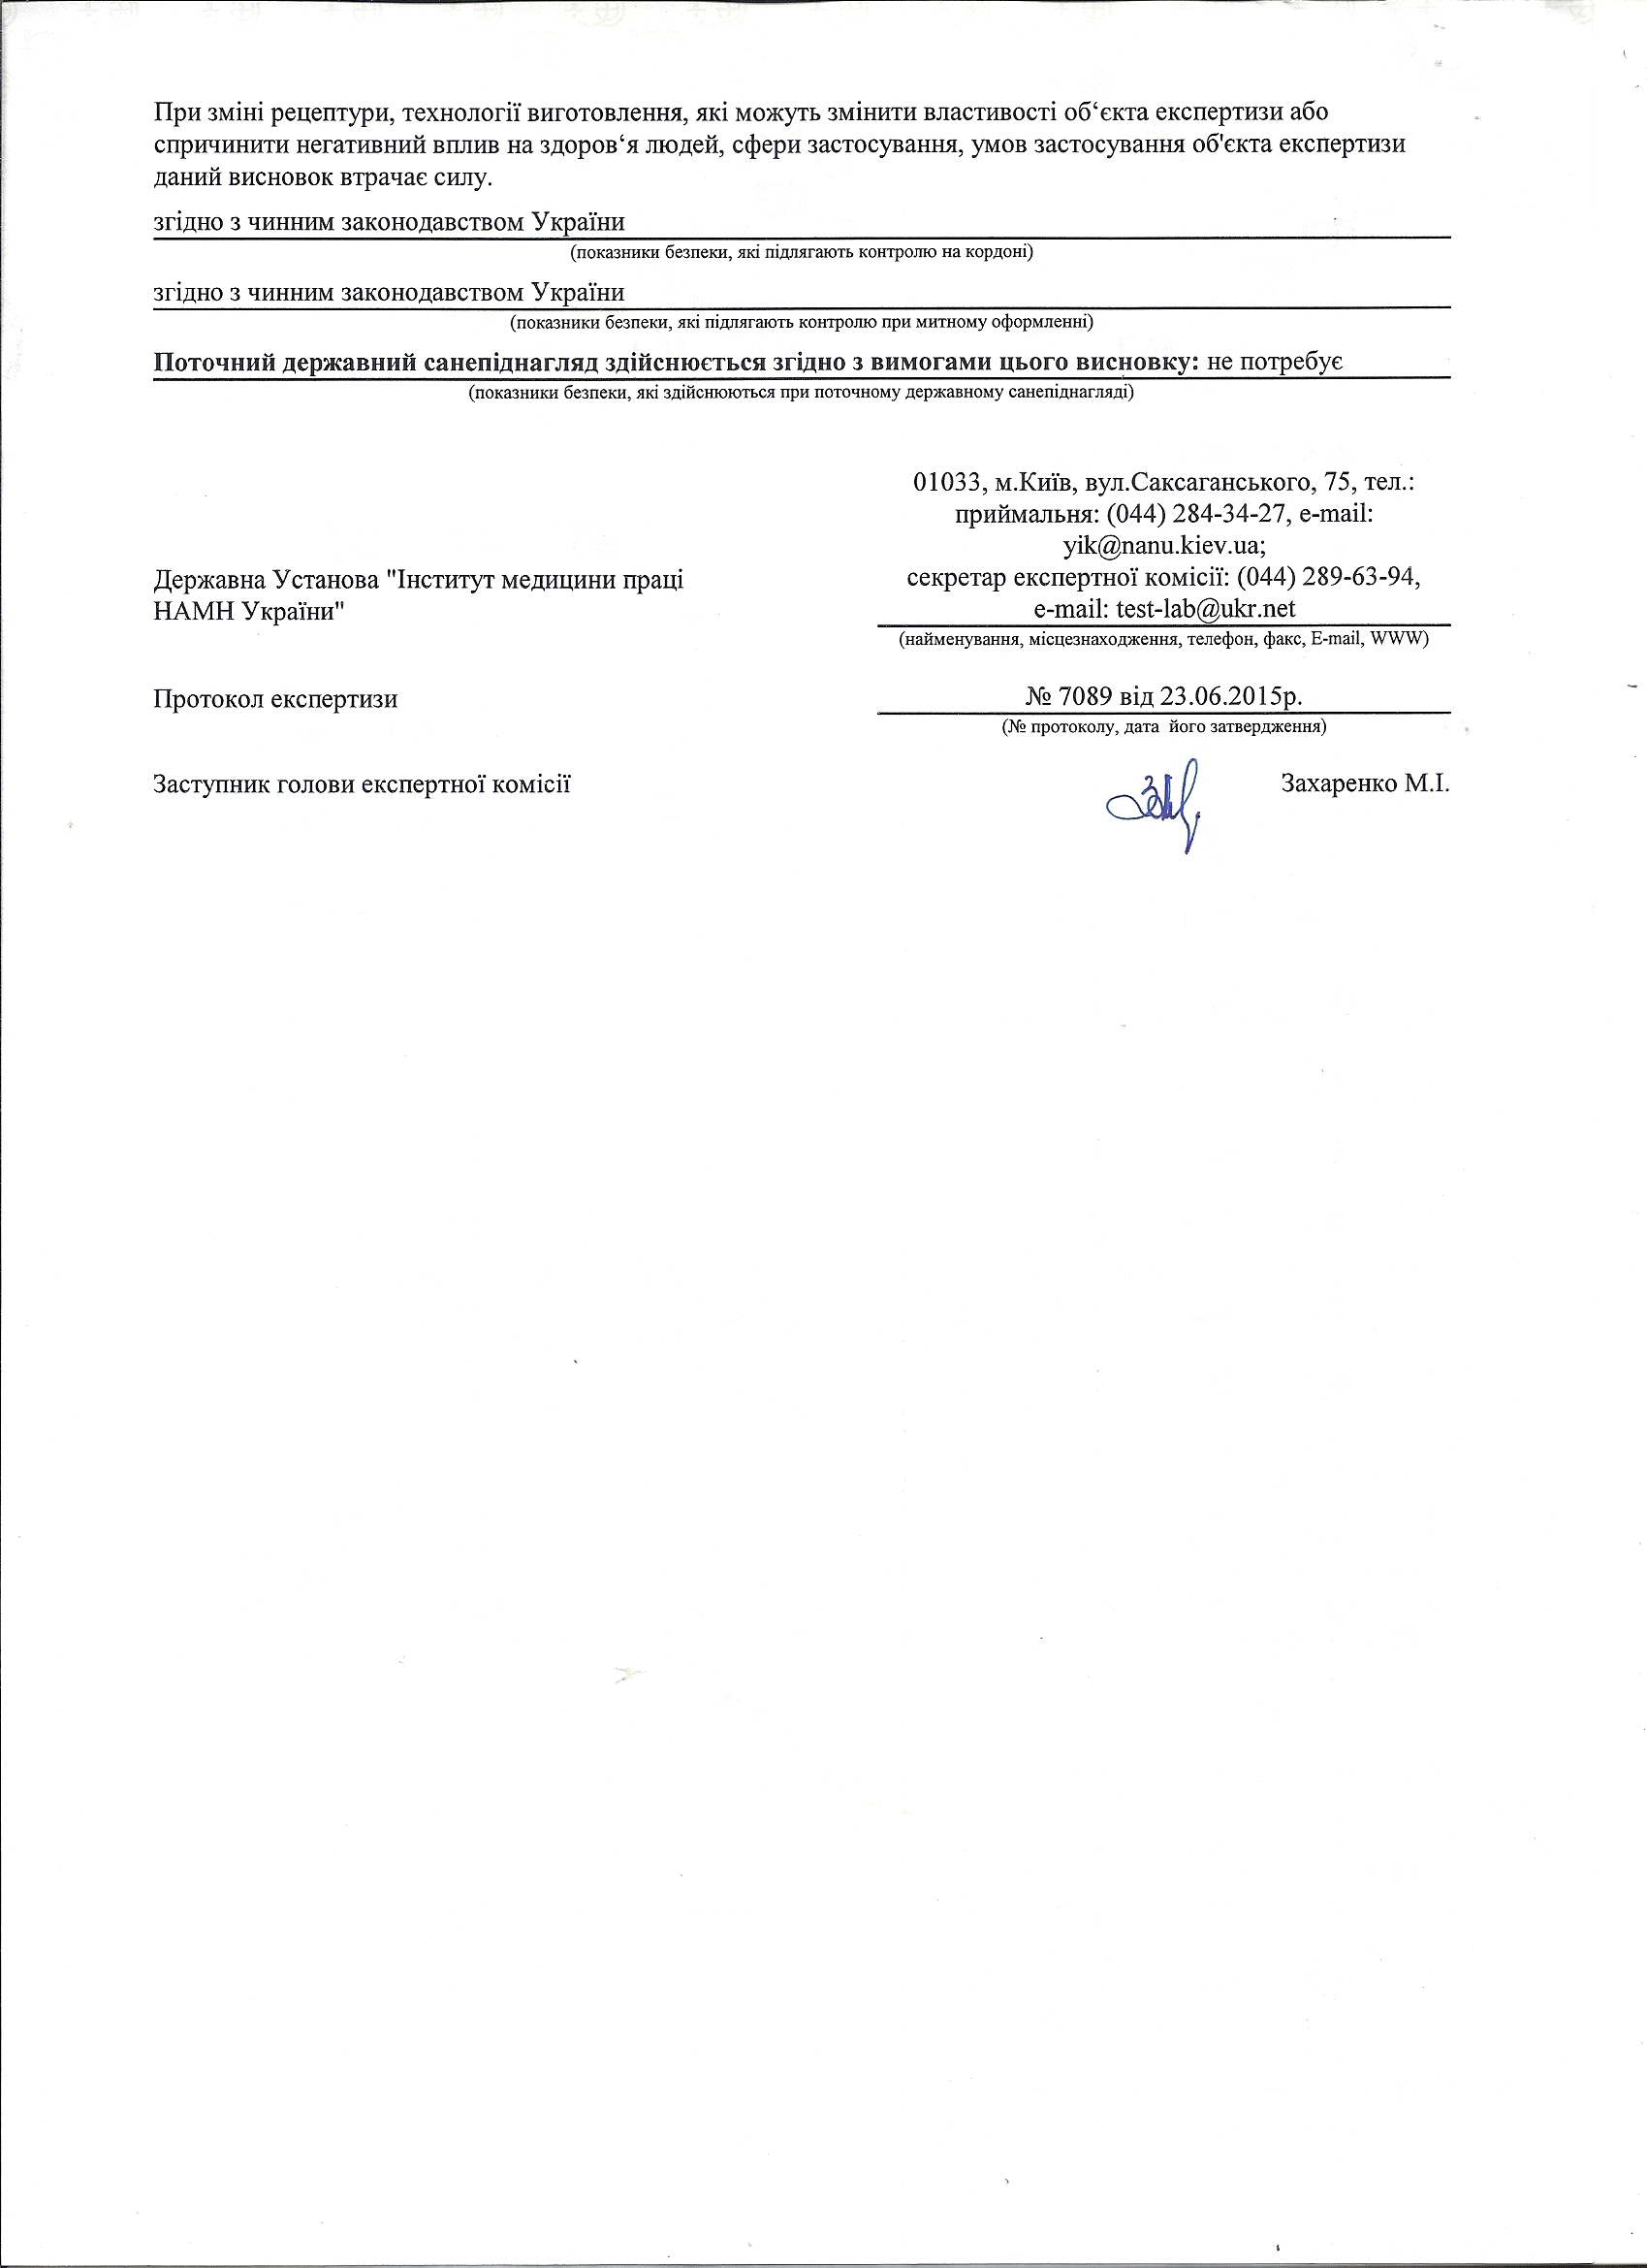 При зміні рецептури, технології виготовлення, які можуть змінити властивості об‘єкта експертизи або
спричинити негативний вплив на здоров‘я людей, сфери застосування, умов застосування об'єкта експертизи
даний висновок втрачає силу.
згідно з чинним законодавством України
(показники безпеки, які підлягають контролю на кордоні)
згідно з чинним законодавством України
(показники безпеки, які підлягають контролю при митному оформленні)
Поточний державний санепіднагляд здійснюється згідно з вимогами цього висновку: не потребує
(показники безпеки, які здійснюються при поточному державному санепіднагляді)
Державна Установа "Інститут медицини праці
НАМН України"
01033, м.Київ, вул.Саксаганського, 75, тел.:
приймальня: (044) 284-34-27, e-mail:
yik@nanu.kiev.ua;
секретар експертної комісії: (044) 289-63-94,
e-mail: test-lab@ukr.net
(найменування, місцезнаходження, телефон, факс, E-mail, WWW)
Протокол експертизи
№ 7089 від 23.06.2015р.
(№ протоколу, дата його затвердження)
Заступник голови експертної комісії
Захаренко М.І.